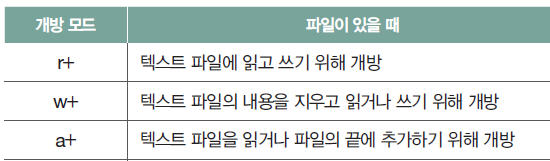 개방 모드 파일이 있을 때
r+ 텍스트 파일에 읽고 쓰기 위해 개방
w+ 텍스트 파일의 내용을 지우고 읽거나 쓰기 위해 개방
a+ 텍스트 파일을 읽거나 파일의 끝에 추가하기 위해 개방